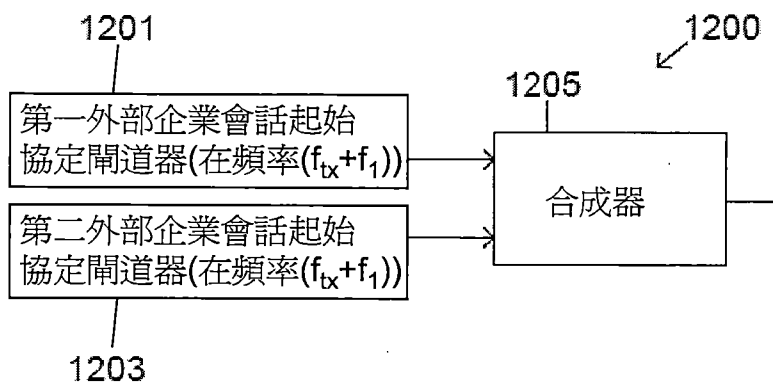 1201
1200
1205
第一外部企業會話起始
協定閘道器(在頻率(ftx+f1))
合成器
第二外部企業會話起始
協定閘道器(在頻率(ftx+f1))
1203